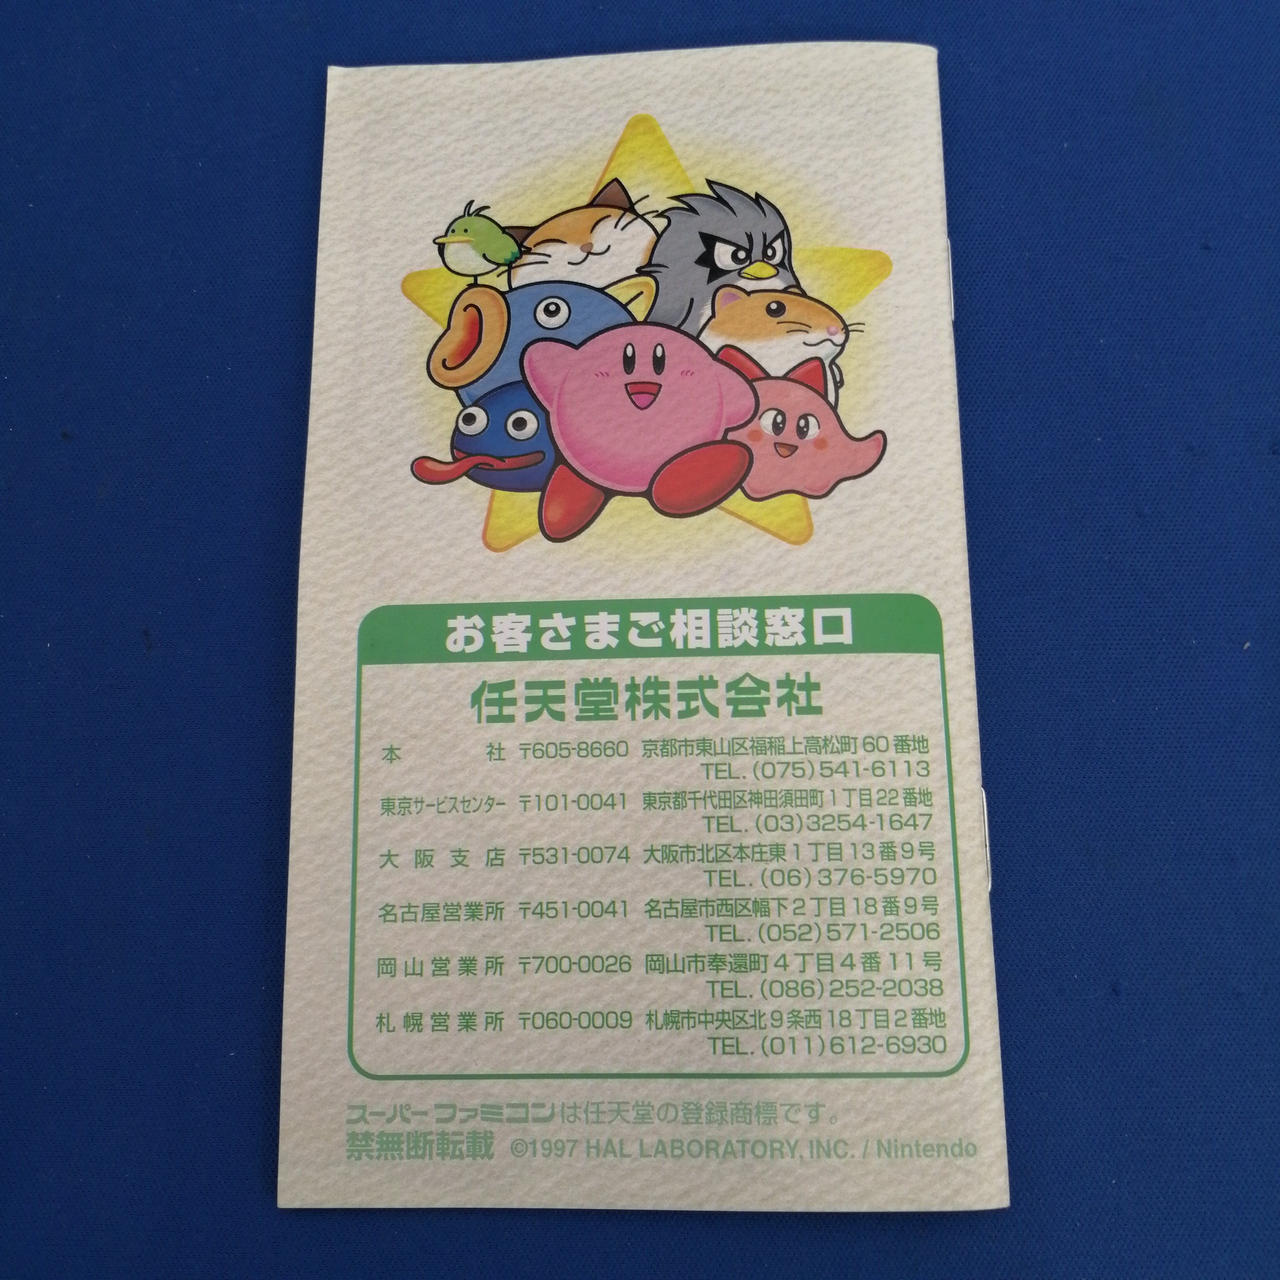 お客さまご相談窓口
任天堂株式会社
本社 〒605-8660 京都市東山区福稲上高松町60番地
TEL.(075)541-6113
東京サービスセンター 〒101-0041 東京都千代田区神田須田町1丁目22番地
TEL.(03)3254-1647
大阪支店 〒531-0074 大阪市北区本庄東1丁目13番9号
TEL.(06)376-5970
名古屋営業所 〒451-0041 名古屋市西区幅下2丁目18番9号
TEL.(052)571-2506
岡山営業所 〒700-0026 岡山市奉還町4丁目4番11号
TEL.(086)252-2038
札幌営業所 〒060-0009 札幌市中央区北9条西18丁目2番地
TEL.(011)612-6930
スーパーファミコンは任天堂の登録商標です。
禁無断転載 ©1997 HAL LABORATORY, INC. / Nintendo